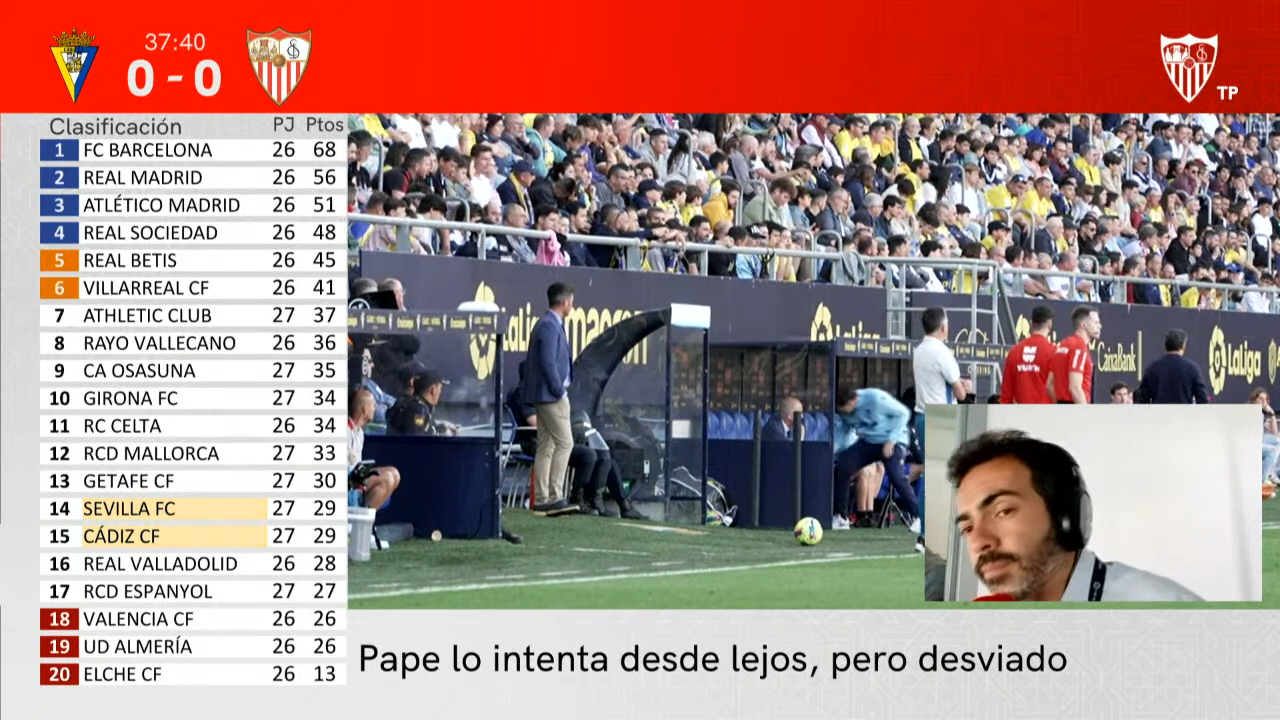 37:40
0 - 0
TP
Clasificación PJ Ptos
1 FC BARCELONA 26 68
2 REAL MADRID 26 56
3 ATLÉTICO MADRID 26 51
4 REAL SOCIEDAD 26 48
5 REAL BETIS 26 45
6 VILLARREAL CF 26 41
7 ATHLETIC CLUB 27 37
8 RAYO VALLECANO 26 36
9 CA OSASUNA 27 35
10 GIRONA FC 27 34
11 RC CELTA 26 34
12 RCD MALLORCA 27 33
13 GETAFE CF 27 30
14 SEVILLA FC 27 29
15 CÁDIZ CF 27 29
16 REAL VALLADOLID 26 28
17 RCD ESPANYOL 27 27
18 VALENCIA CF 26 26
19 UD ALMERÍA 26 26
20 ELCHE CF 26 13
LaLiga
LaLiga
CaixaBank
LaLiga
Pape lo intenta desde lejos, pero desviado